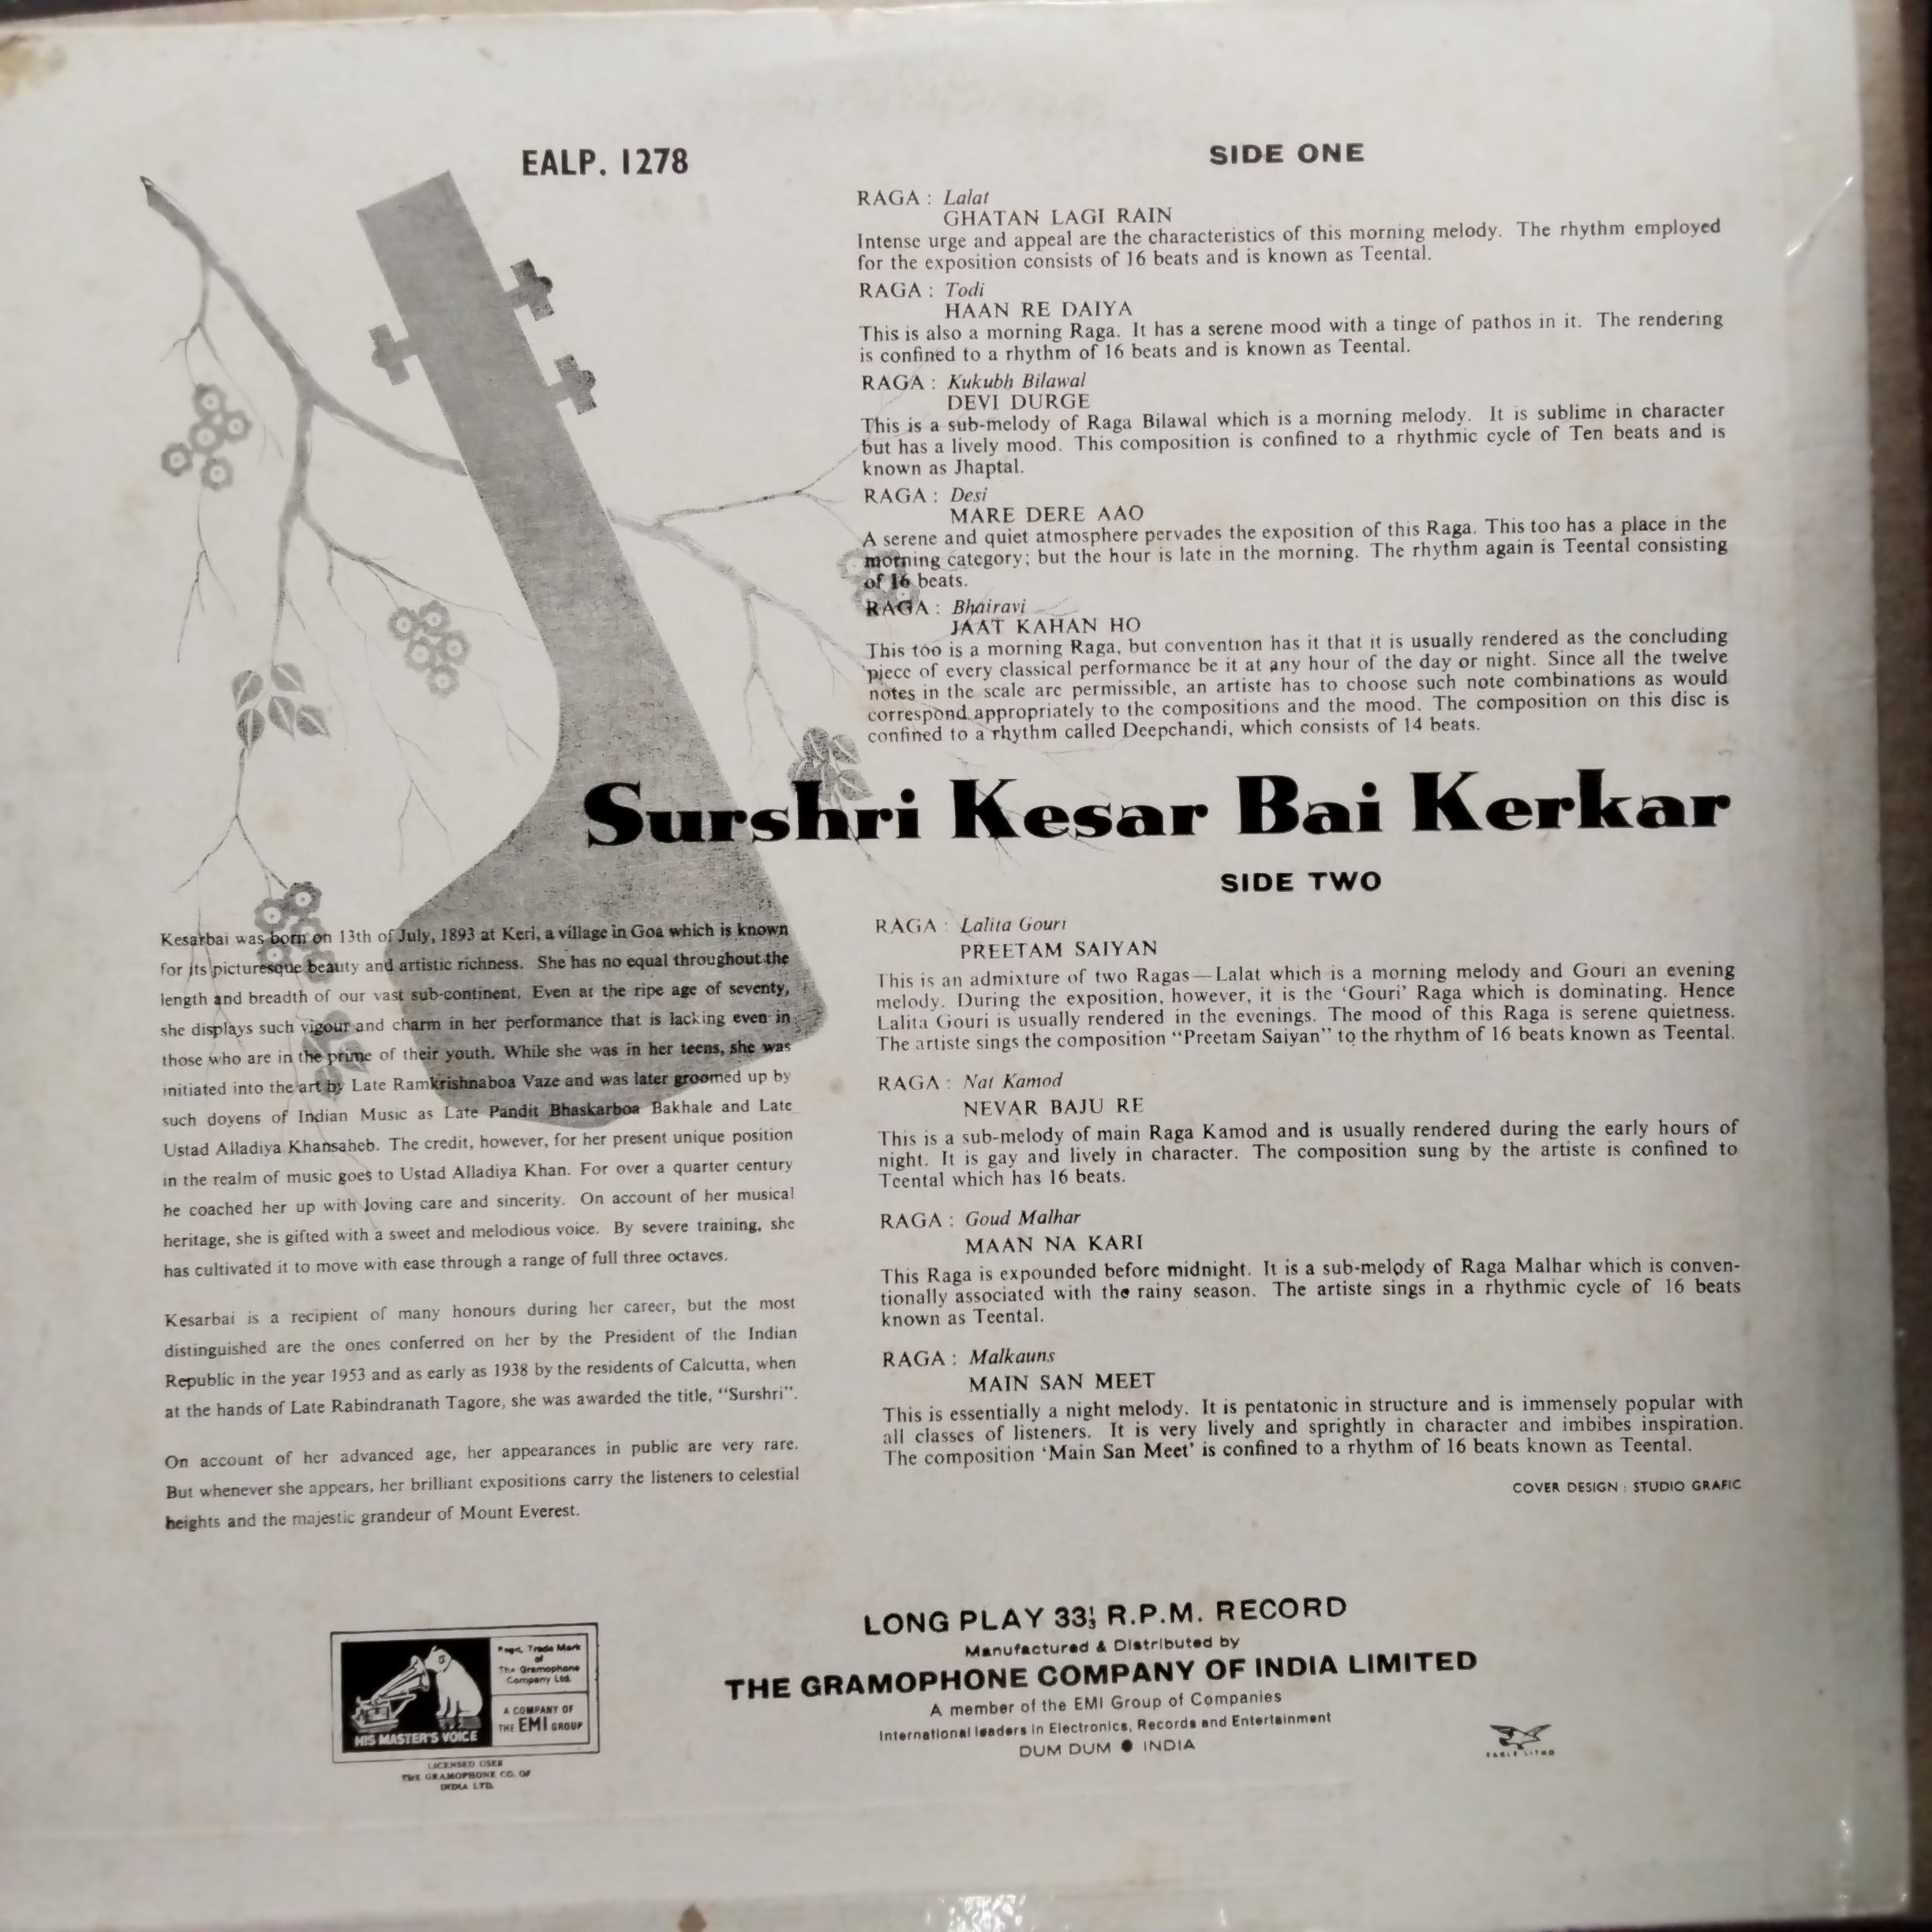 EALP. 1278
SIDE ONE
RAGA : Lalat
GHATAN LAGI RAIN
Intense urge and appeal are the characteristics of this morning melody. The rhythm employed
for the exposition consists of 16 beats and is known as Teental.
RAGA : Todi
HAAN RE DAIYA
This is also a morning Raga. It has a serene mood with a tinge of pathos in it. The rendering
is confined to a rhythm of 16 beats and is known as Teental.
RAGA : Kukubh Bilawal
DEVI DURGE
This is a sub-melody of Raga Bilawal which is a morning melody. It is sublime in character
but has a lively mood. This composition is confined to a rhythmic cycle of Ten beats and is
known as Jhaptal.
RAGA : Desi
MARE DERE AAO
A serene and quiet atmosphere pervades the exposition of this Raga. This too has a place in the
morning category; but the hour is late in the morning. The rhythm again is Teental consisting
of 16 beats.
RAGA : Bhairavi
JAAT KAHAN HO
This too is a morning Raga, but convention has it that it is usually rendered as the concluding
piece of every classical performance be it at any hour of the day or night. Since all the twelve
notes in the scale are permissible, an artiste has to choose such note combinations as would
correspond appropriately to the compositions and the mood. The composition on this disc is
confined to a rhythm called Deepchandi, which consists of 14 beats.
Surshri Kesar Bai Kerkar
Kesarbai was born on 13th of July, 1893 at Keri, a village in Goa which is known
for its picturesque beauty and artistic richness. She has no equal throughout the
length and breadth of our vast sub-continent. Even at the ripe age of seventy,
she displays such vigour and charm in her performance that is lacking even in
those who are in the prime of their youth. While she was in her teens, she was
initiated into the art by Late Ramkrishnaboa Vaze and was later groomed up by
such doyens of Indian Music as Late Pandit Bhaskarboa Bakhale and Late
Ustad Alladiya Khansaheb. The credit, however, for her present unique position
in the realm of music goes to Ustad Alladiya Khan. For over a quarter century
he coached her up with loving care and sincerity. On account of her musical
heritage, she is gifted with a sweet and melodious voice. By severe training, she
has cultivated it to move with ease through a range of full three octaves.
Kesarbai is a recipient of many honours during her career, but the most
distinguished are the ones conferred on her by the President of the Indian
Republic in the year 1953 and as early as 1938 by the residents of Calcutta, when
at the hands of Late Rabindranath Tagore, she was awarded the title, "Surshri".
On account of her advanced age, her appearances in public are very rare.
But whenever she appears, her brilliant expositions carry the listeners to celestial
heights and the majestic grandeur of Mount Everest.
SIDE TWO
RAGA : Lalita Gouri
PREETAM SAIYAN
This is an admixture of two Ragas—Lalat which is a morning melody and Gouri an evening
melody. During the exposition, however, it is the 'Gouri' Raga which is dominating. Hence
Lalita Gouri is usually rendered in the evenings. The mood of this Raga is serene quietness.
The artiste sings the composition "Preetam Saiyan" to the rhythm of 16 beats known as Teental.
RAGA : Nat Kamod
NEVAR BAJU RE
This is a sub-melody of main Raga Kamod and is usually rendered during the early hours of
night. It is gay and lively in character. The composition sung by the artiste is confined to
Teental which has 16 beats.
RAGA : Goud Malhar
MAAN NA KARI
This Raga is expounded before midnight. It is a sub-melody of Raga Malhar which is conven-
tionally associated with the rainy season. The artiste sings in a rhythmic cycle of 16 beats
known as Teental.
RAGA : Malkauns
MAIN SAN MEET
This is essentially a night melody. It is pentatonic in structure and is immensely popular with
all classes of listeners. It is very lively and sprightly in character and imbibes inspiration.
The composition 'Main San Meet' is confined to a rhythm of 16 beats known as Teental.
COVER DESIGN : STUDIO GRAFIC
LONG PLAY 33⅓ R.P.M. RECORD
Manufactured & Distributed by
THE GRAMOPHONE COMPANY OF INDIA LIMITED
A member of the EMI Group of Companies
International leaders in Electronics, Records and Entertainment
DUM DUM ● INDIA
Regd. Trade Mark
of
The Gramophone
Company Ltd.
A COMPANY OF
THE EMI GROUP
HIS MASTER'S VOICE
LICENSED USER
THE GRAMOPHONE CO. OF
INDIA LTD.
EAGLE LITHO